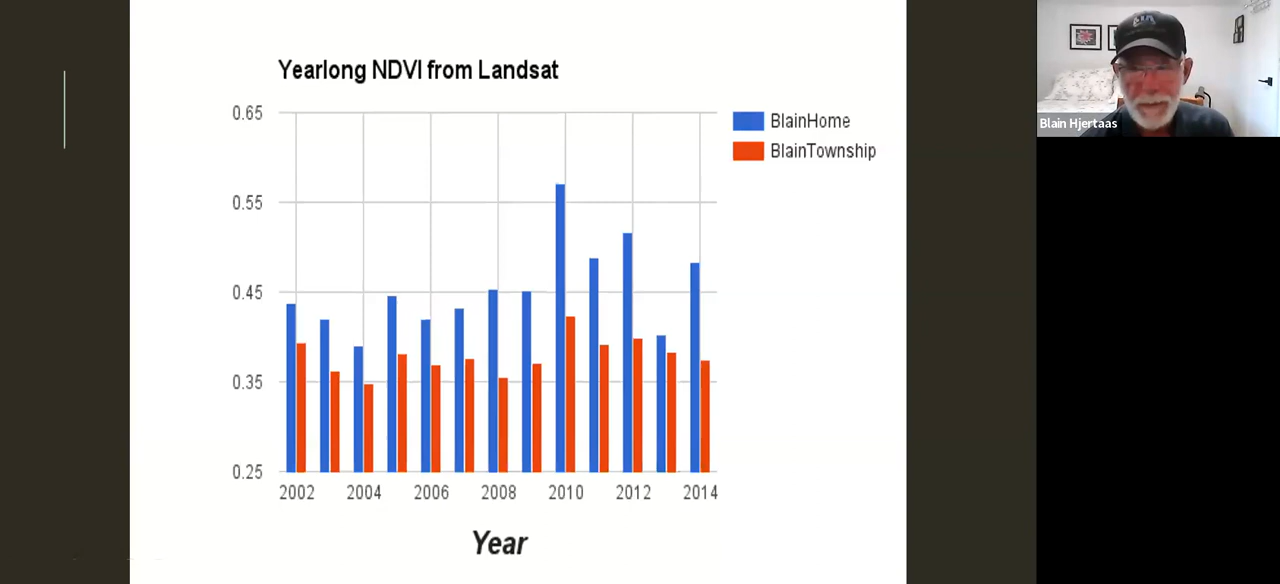 Yearlong NDVI from Landsat
0.65
0.55
0.45
0.35
0.25
BlainHome
BlainTownship
2002 2004 2006 2008 2010 2012 2014
Year
Blain Hjertaas